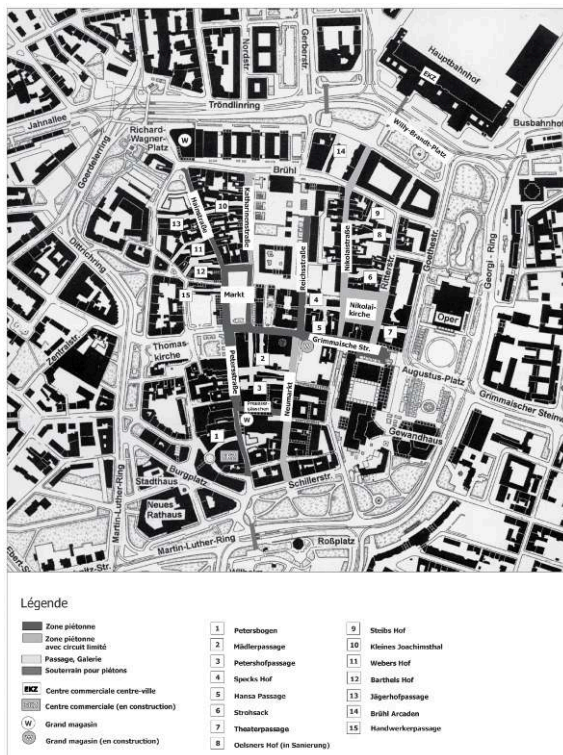 Nordstr.
Gerberstr.
Hauptbahnhof
EKZ
Tröndlinring
Jahnallee
Goerdelerring
Richard-
Wagner-
Platz
W
Willy-Brandt-Platz
Busbahnhof
14
Brühl
Hainstraße
Katharinenstraße
10
13
11
12
15
Reichsstraße
Nikolaistraße
9
8
6
Ritterstr.
Goethestr.
Georgi - Ring
Dittrichring
Markt
4
5
Nikolai-
kirche
7
Oper
Zentralstr.
Thomas-
kirche
Grimmaische Str.
2
3
Petersstraße
Neumarkt
Augustus-Platz
Grimmaischer Steinw
W
1
Gewandhaus
Burgplatz
Stadthaus
Schillerstr.
Neues
Rathaus
Martin-Luther-Ring
Martin-Luther-Ring
Roßplatz
Légende
Zone piétonne
Zone piétonne
avec circuit limité
Passage, Galerie
Souterrain pour piétons
EKZ Centre commerciale centre-ville
Centre commerciale (en construction)
W Grand magasin
Grand magasin (en construction)
1 Petersbogen
2 Mädlerpassage
3 Petershofpassage
4 Specks Hof
5 Hansa Passage
6 Strohsack
7 Theaterpassage
8 Oelsners Hof (in Sanierung)
9 Steibs Hof
10 Kleines Joachimsthal
11 Webers Hof
12 Barthels Hof
13 Jägerhofpassage
14 Brühl Arcaden
15 Handwerkerpassage